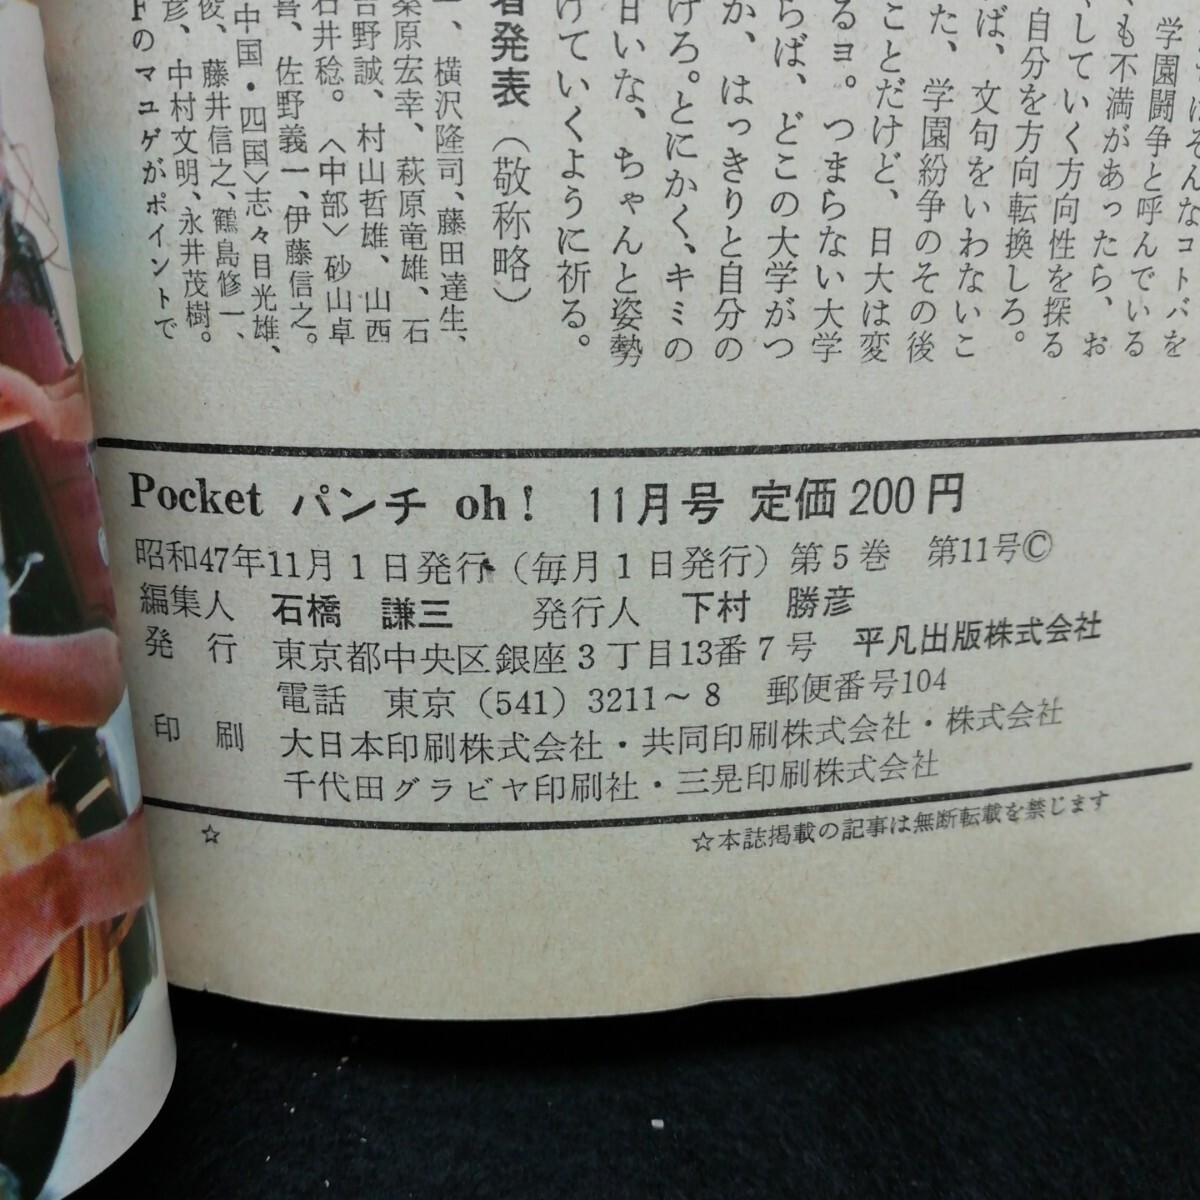 学園闘争と呼んでいる
も不満があったら、お
していく方向性を探る
自分を方向転換しろ。
ば、文句をいわないこ
た、学園紛争のその後
ことだけど、日大は変
るヨ。つまらない大学
らば、どこの大学がつ
か、はっきりと自分の
けろ。とにかく、キミの
日いな、ちゃんと姿勢
けていくように祈る。
者発表（敬称略）
一、横沢隆司、藤田達生、
桑原宏幸、萩原竜雄、石
吉野誠、村山哲雄、山西
石井稔。〈中部〉砂山卓
喜、佐野義一、伊藤信之。
中国・四国〉志々目光雄、
俊、藤井信之、鶴島修一、
彦、中村文明、永井茂樹。
Fのマユゲがポイントで
Pocket パンチ oh! 11月号 定価200円
昭和47年11月1日発行（毎月1日発行）第5巻 第11号©
編集人 石橋 謙三 発行人 下村 勝彦
発行 東京都中央区銀座3丁目13番7号 平凡出版株式会社
電話 東京（541）3211～8 郵便番号104
印刷 大日本印刷株式会社・共同印刷株式会社・株式会社
千代田グラビヤ印刷社・三晃印刷株式会社
☆ ☆本誌掲載の記事は無断転載を禁じます